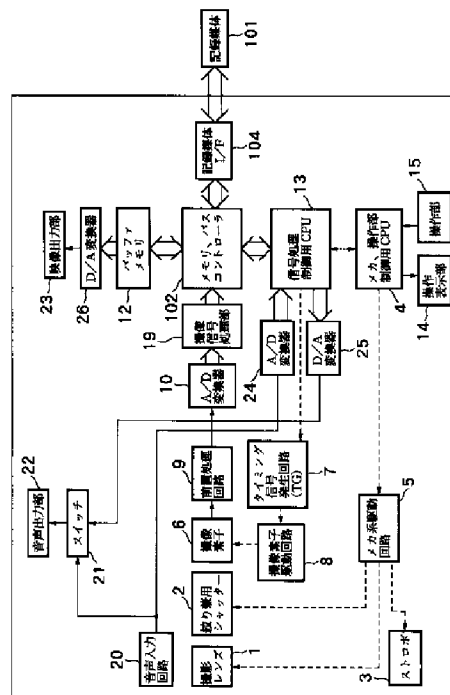 記録媒体
101
記録媒体
I/F
104
23
映像出力部
26
D/A変換器
12
バッファ
メモリ
102
メモリ、バス
コントローラ
13
信号処理
制御用CPU
4
メカ、操作部
制御用CPU
15
操作部
14
操作
表示部
19
撮像
信号
処理部
10
A/D
変換器
24
A/D
変換器
25
D/A
変換器
9
前置処理
回路
6
撮像
素子
7
タイミング
信号
発生回路
(TG)
8
撮像素子
駆動回路
5
メカ系駆動
回路
22
音声出力部
21
スイッチ
20
音声入力
回路
2
絞り兼用
シャッター
1
撮影
レンズ
3
ストロボ